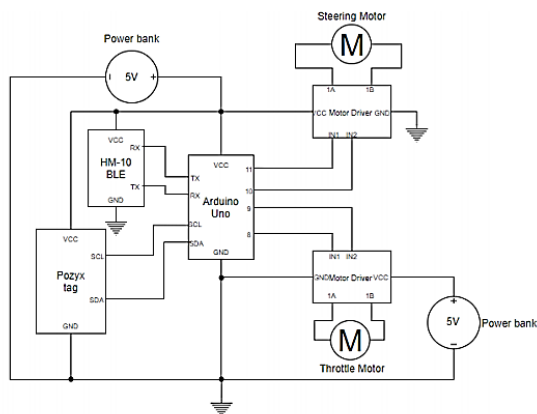 Steering Motor
M
Power bank
5V
1A
1B
VCC
Motor Driver
GND
IN1
IN2
VCC
RX
HM-10
BLE
TX
GND
VCC
TX
RX
Arduino
Uno
SCL
SDA
GND
11
10
9
8
VCC
SCL
Pozyx
tag
SDA
GND
IN1
IN2
GND
Motor Driver
VCC
1A
1B
M
Throttle Motor
5V
Power bank